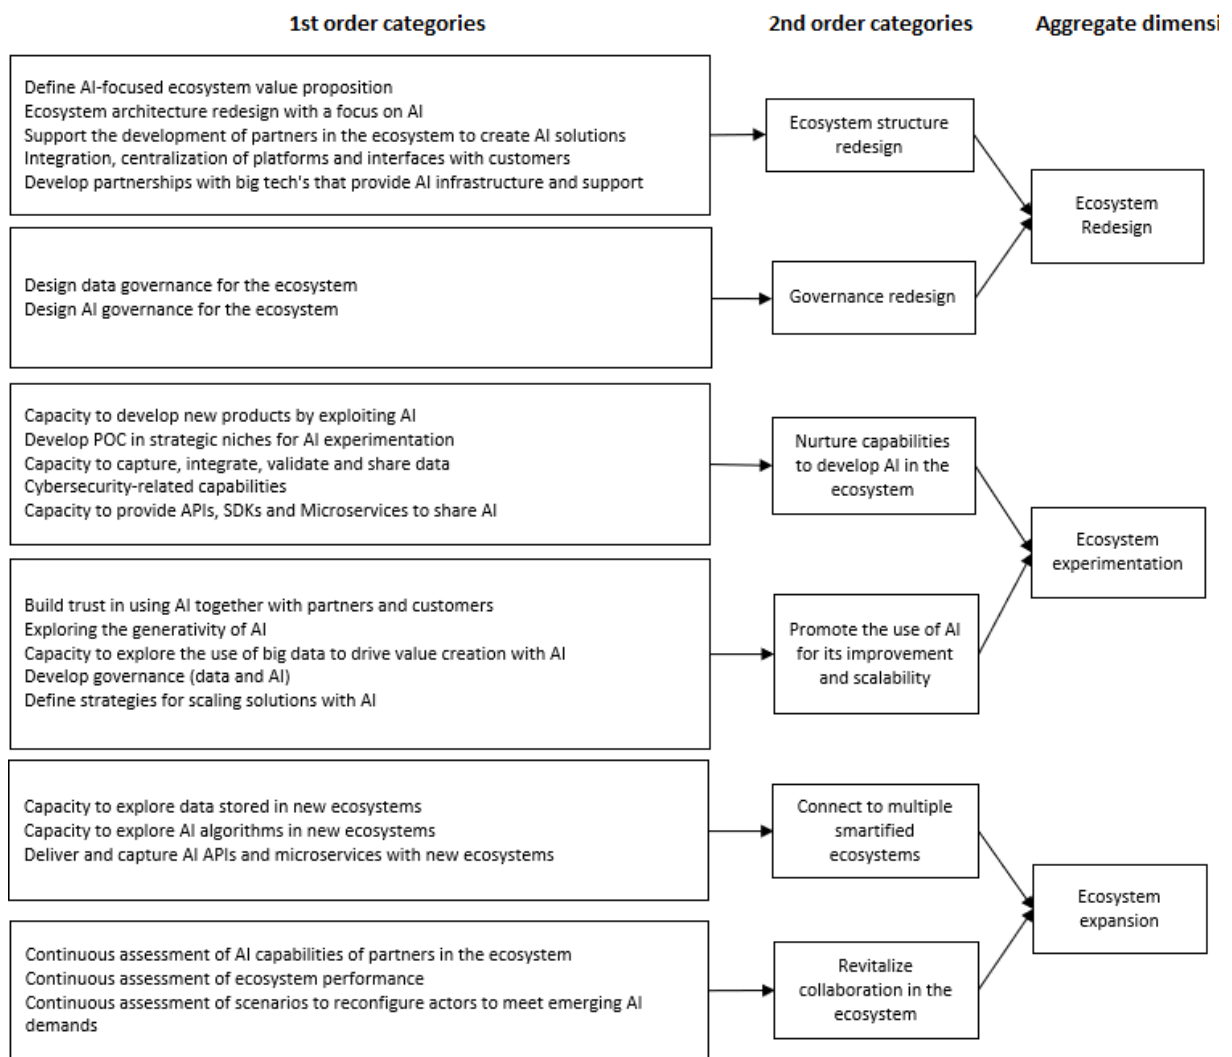 1st order categories
2nd order categories
Aggregate dimensi
Define AI-focused ecosystem value proposition
Ecosystem architecture redesign with a focus on AI
Support the development of partners in the ecosystem to create AI solutions
Integration, centralization of platforms and interfaces with customers
Develop partnerships with big tech's that provide AI infrastructure and support
Ecosystem structure
redesign
Ecosystem
Redesign
Design data governance for the ecosystem
Design AI governance for the ecosystem
Governance redesign
Capacity to develop new products by exploiting AI
Develop POC in strategic niches for AI experimentation
Capacity to capture, integrate, validate and share data
Cybersecurity-related capabilities
Capacity to provide APIs, SDKs and Microservices to share AI
Nurture capabilities
to develop AI in the
ecosystem
Ecosystem
experimentation
Build trust in using AI together with partners and customers
Exploring the generativity of AI
Capacity to explore the use of big data to drive value creation with AI
Develop governance (data and AI)
Define strategies for scaling solutions with AI
Promote the use of AI
for its improvement
and scalability
Capacity to explore data stored in new ecosystems
Capacity to explore AI algorithms in new ecosystems
Deliver and capture AI APIs and microservices with new ecosystems
Connect to multiple
smartified
ecosystems
Ecosystem
expansion
Continuous assessment of AI capabilities of partners in the ecosystem
Continuous assessment of ecosystem performance
Continuous assessment of scenarios to reconfigure actors to meet emerging AI
demands
Revitalize
collaboration in the
ecosystem